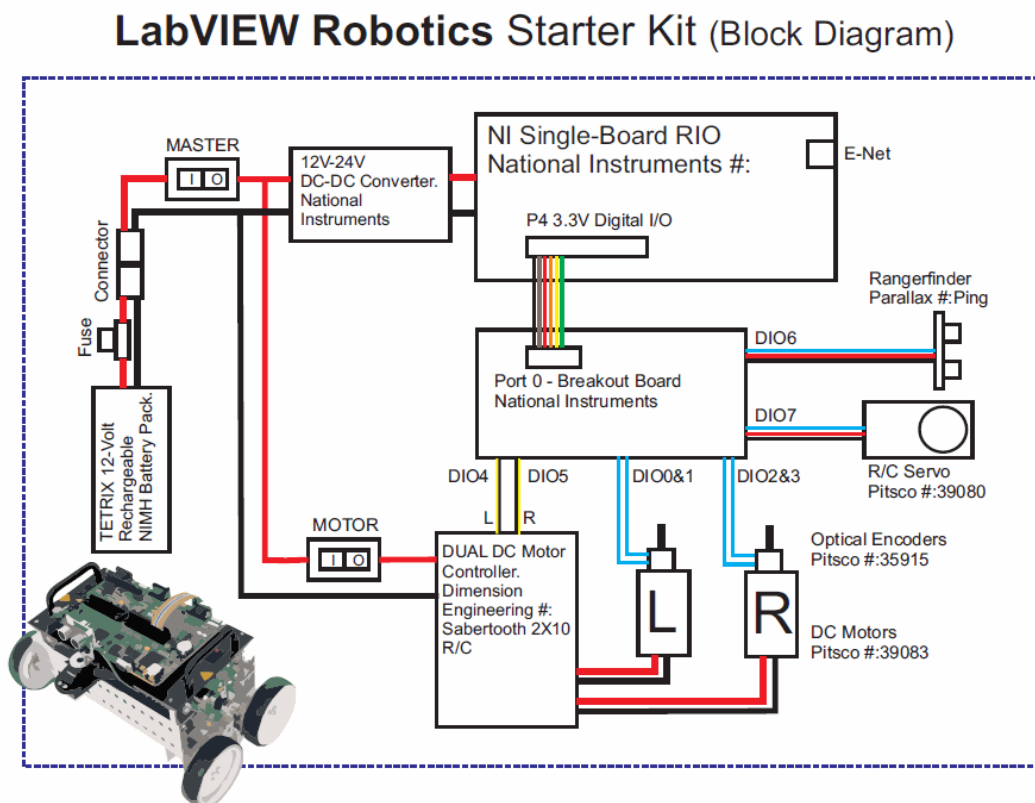 LabVIEW Robotics Starter Kit (Block Diagram)
MASTER
I O
12V-24V
DC-DC Converter.
National
Instruments
NI Single-Board RIO
National Instruments #:
E-Net
P4 3.3V Digital I/O
Connector
Fuse
TETRIX 12-Volt
Rechargeable
NIMH Battery Pack.
Rangerfinder
Parallax #:Ping
DIO6
Port 0 - Breakout Board
National Instruments
DIO7
R/C Servo
Pitsco #:39080
DIO4
DIO5
DIO0&1
DIO2&3
L
R
MOTOR
I O
DUAL DC Motor
Controller.
Dimension
Engineering #:
Sabertooth 2X10
R/C
Optical Encoders
Pitsco #:35915
L
R
DC Motors
Pitsco #:39083